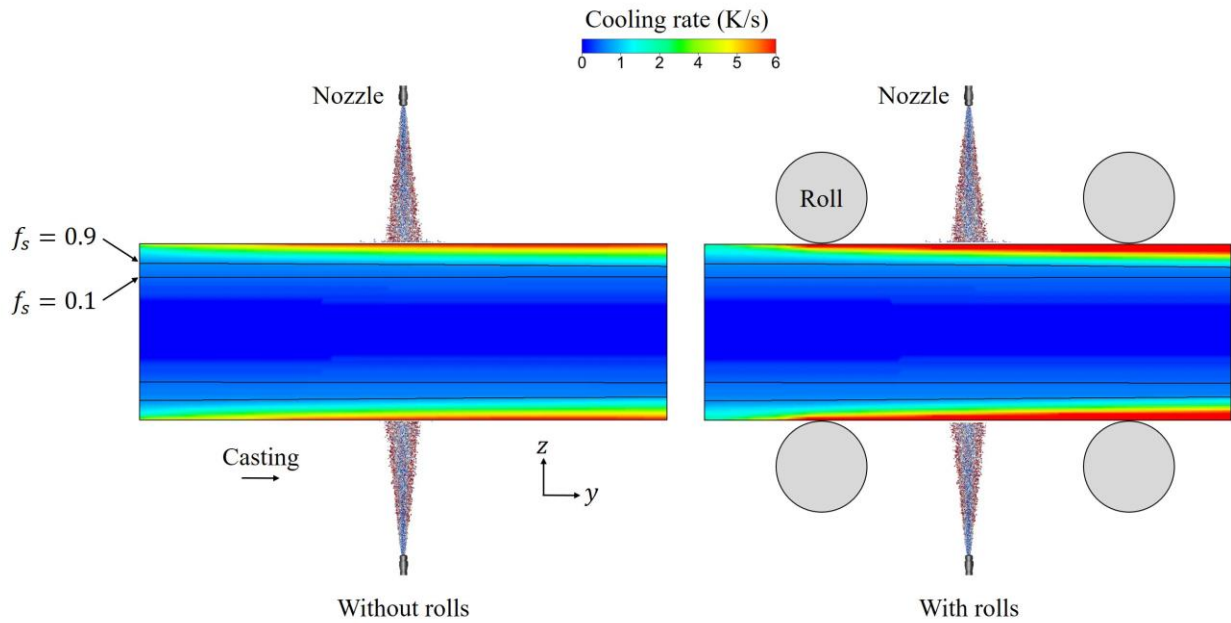 Cooling rate (K/s)
0 1 2 4 5 6
Nozzle
Nozzle
Roll
f_s = 0.9
f_s = 0.1
Casting
z
y
Without rolls
With rolls